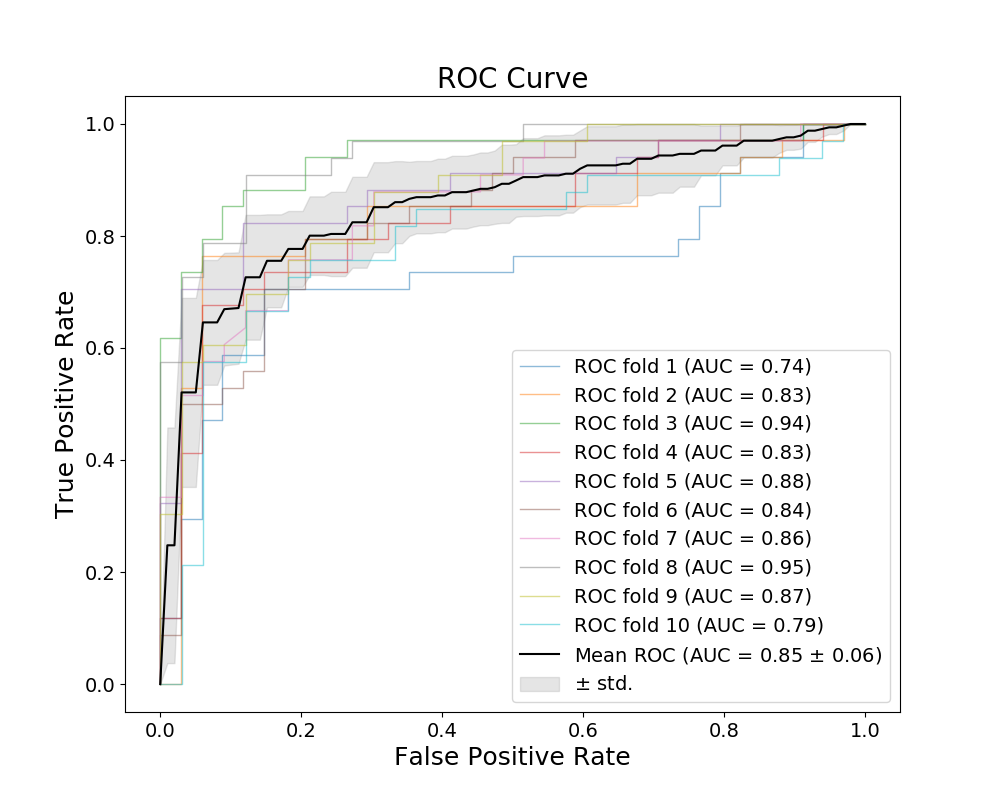 ROC Curve
True Positive Rate
1.0
0.8
0.6
0.4
0.2
0.0
ROC fold 1 (AUC = 0.74)
ROC fold 2 (AUC = 0.83)
ROC fold 3 (AUC = 0.94)
ROC fold 4 (AUC = 0.83)
ROC fold 5 (AUC = 0.88)
ROC fold 6 (AUC = 0.84)
ROC fold 7 (AUC = 0.86)
ROC fold 8 (AUC = 0.95)
ROC fold 9 (AUC = 0.87)
ROC fold 10 (AUC = 0.79)
Mean ROC (AUC = 0.85 ± 0.06)
± std.
0.0 0.2 0.4 0.6 0.8 1.0
False Positive Rate